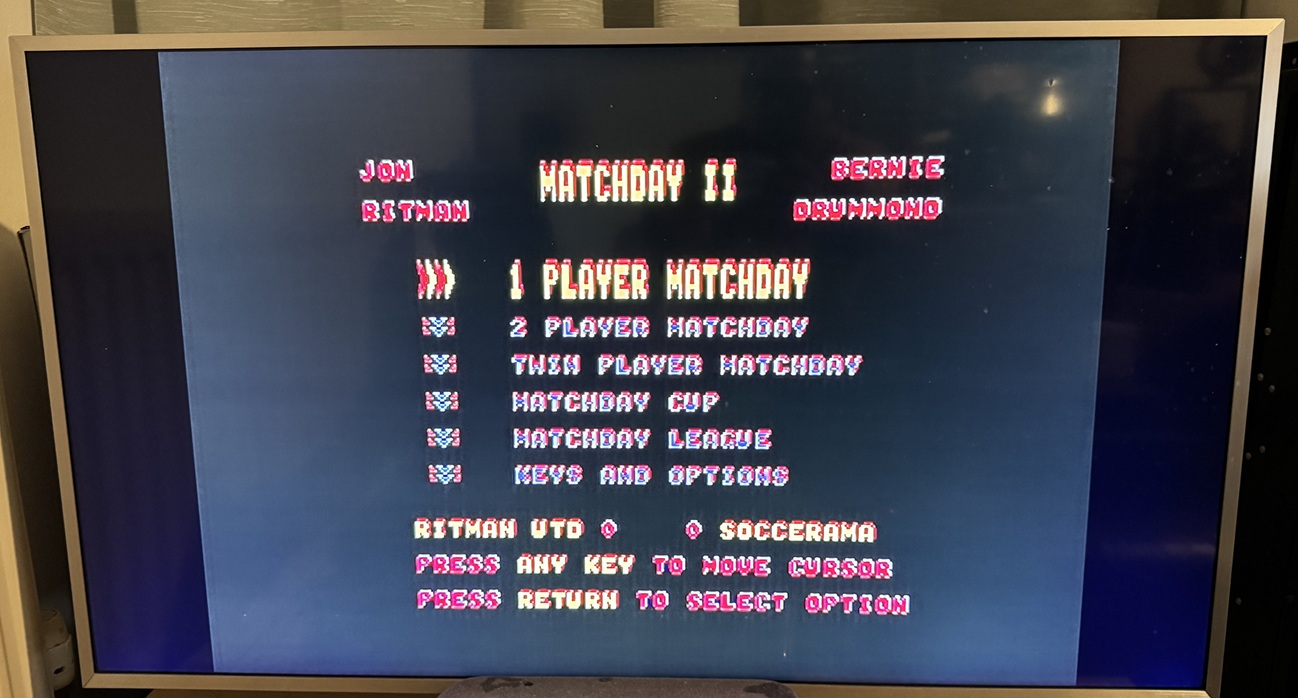 JON MATCHDAY II BERNIE
RITMAN DRUMMOND
1 PLAYER MATCHDAY
2 PLAYER MATCHDAY
TWIN PLAYER MATCHDAY
MATCHDAY CUP
MATCHDAY LEAGUE
KEYS AND OPTIONS
RITMAN UTD 0 0 SOCCERAMA
PRESS ANY KEY TO MOVE CURSOR
PRESS RETURN TO SELECT OPTION